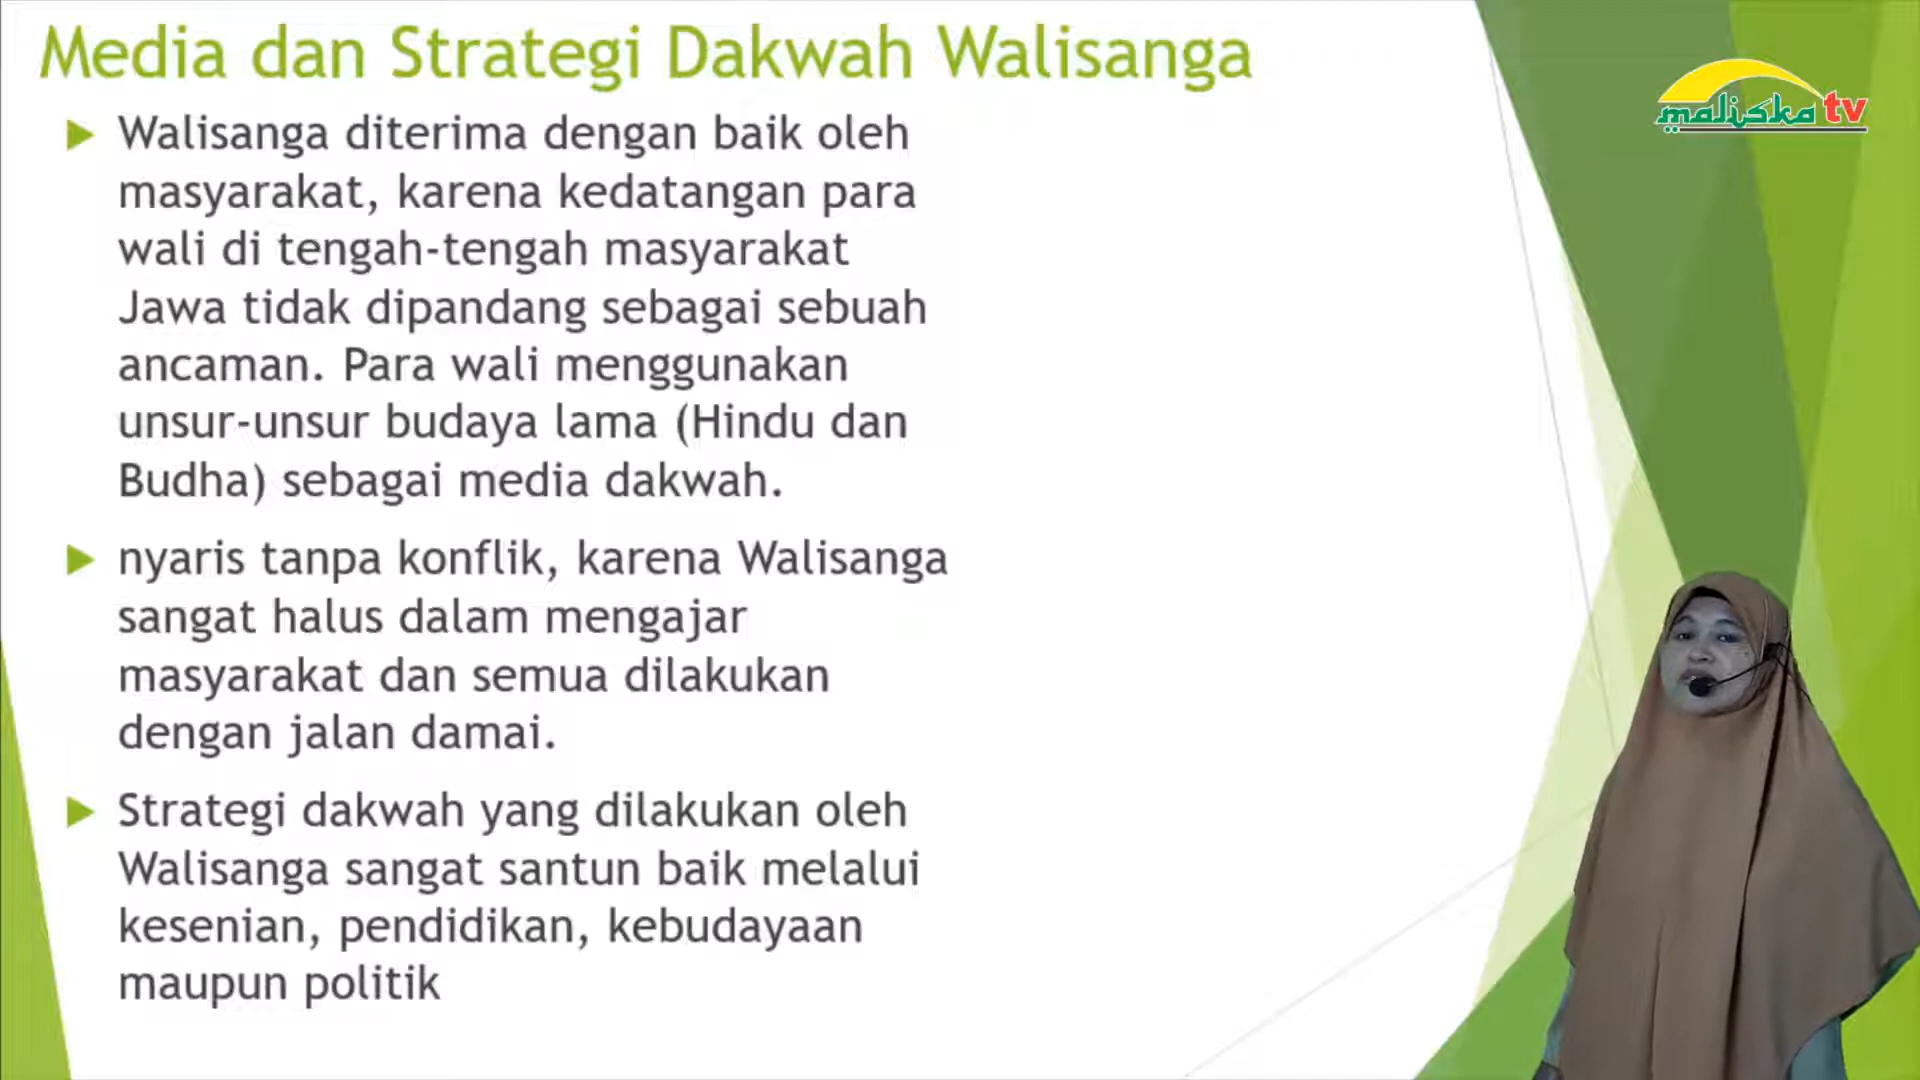 Media dan Strategi Dakwah Walisanga
maliska tv
Walisanga diterima dengan baik oleh
masyarakat, karena kedatangan para
wali di tengah-tengah masyarakat
Jawa tidak dipandang sebagai sebuah
ancaman. Para wali menggunakan
unsur-unsur budaya lama (Hindu dan
Budha) sebagai media dakwah.
nyaris tanpa konflik, karena Walisanga
sangat halus dalam mengajar
masyarakat dan semua dilakukan
dengan jalan damai.
Strategi dakwah yang dilakukan oleh
Walisanga sangat santun baik melalui
kesenian, pendidikan, kebudayaan
maupun politik